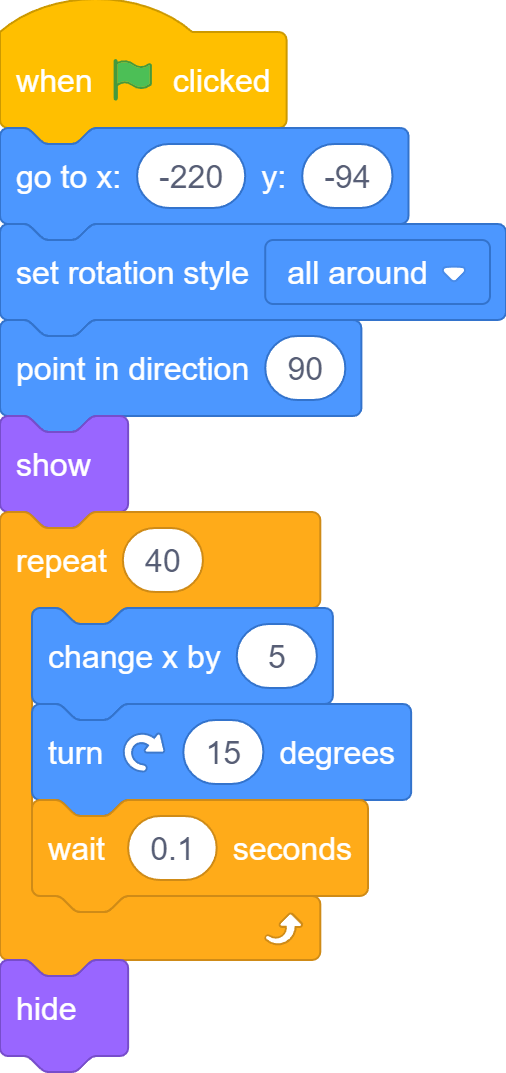 when clicked
go to x: -220 y: -94
set rotation style all around
point in direction 90
show
repeat 40
change x by 5
turn 15 degrees
wait 0.1 seconds
hide